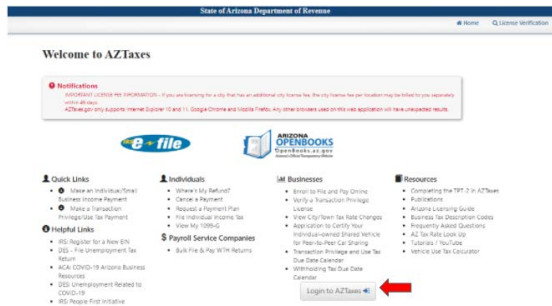 State of Arizona Department of Revenue
Home
License Verification
Welcome to AZTaxes
Notifications
IMPORTANT LICENSE FEE INFORMATION - If you are licensing for a city that has an additional city license fee, the city license fee per location may be billed to you separately
within 45 days.
AZTaxes.gov only supports Internet Explorer 10 and 11, Google Chrome and Mozilla Firefox. Any other browsers used on this web application will have unexpected results.
e-file
ARIZONA
OPENBOOKS
OpenBooks.az.gov
Arizona's Official Transparency Website
Quick Links
Make an Individual/Small
Business Income Payment
Make a Transaction
Privilege/Use Tax Payment
Helpful Links
IRS: Register for a New EIN
DES - File Unemployment Tax
Return
ACA: COVID-19 Arizona Business
Resources
DES: Unemployment Related to
COVID-19
IRS: People First Initiative
Individuals
Where's My Refund?
Cancel a Payment
Request a Payment Plan
File Individual Income Tax
View My 1099-G
$ Payroll Service Companies
Bulk File & Pay WTH Returns
Businesses
Enroll to File and Pay Online
Verify a Transaction Privilege
License
View City/Town Tax Rate Changes
Application to Certify Your
Individual-owned Shared Vehicle
for Peer-to-Peer Car Sharing
Transaction Privilege and Use Tax
Due Date Calendar
Withholding Tax Due Date
Calendar
Login to AZTaxes
Resources
Completing the TPT-2 in AZTaxes
Publications
Arizona Licensing Guide
Business Tax Description Codes
Frequently Asked Questions
AZ Tax Rate Look Up
Tutorials / YouTube
Vehicle Use Tax Calculator